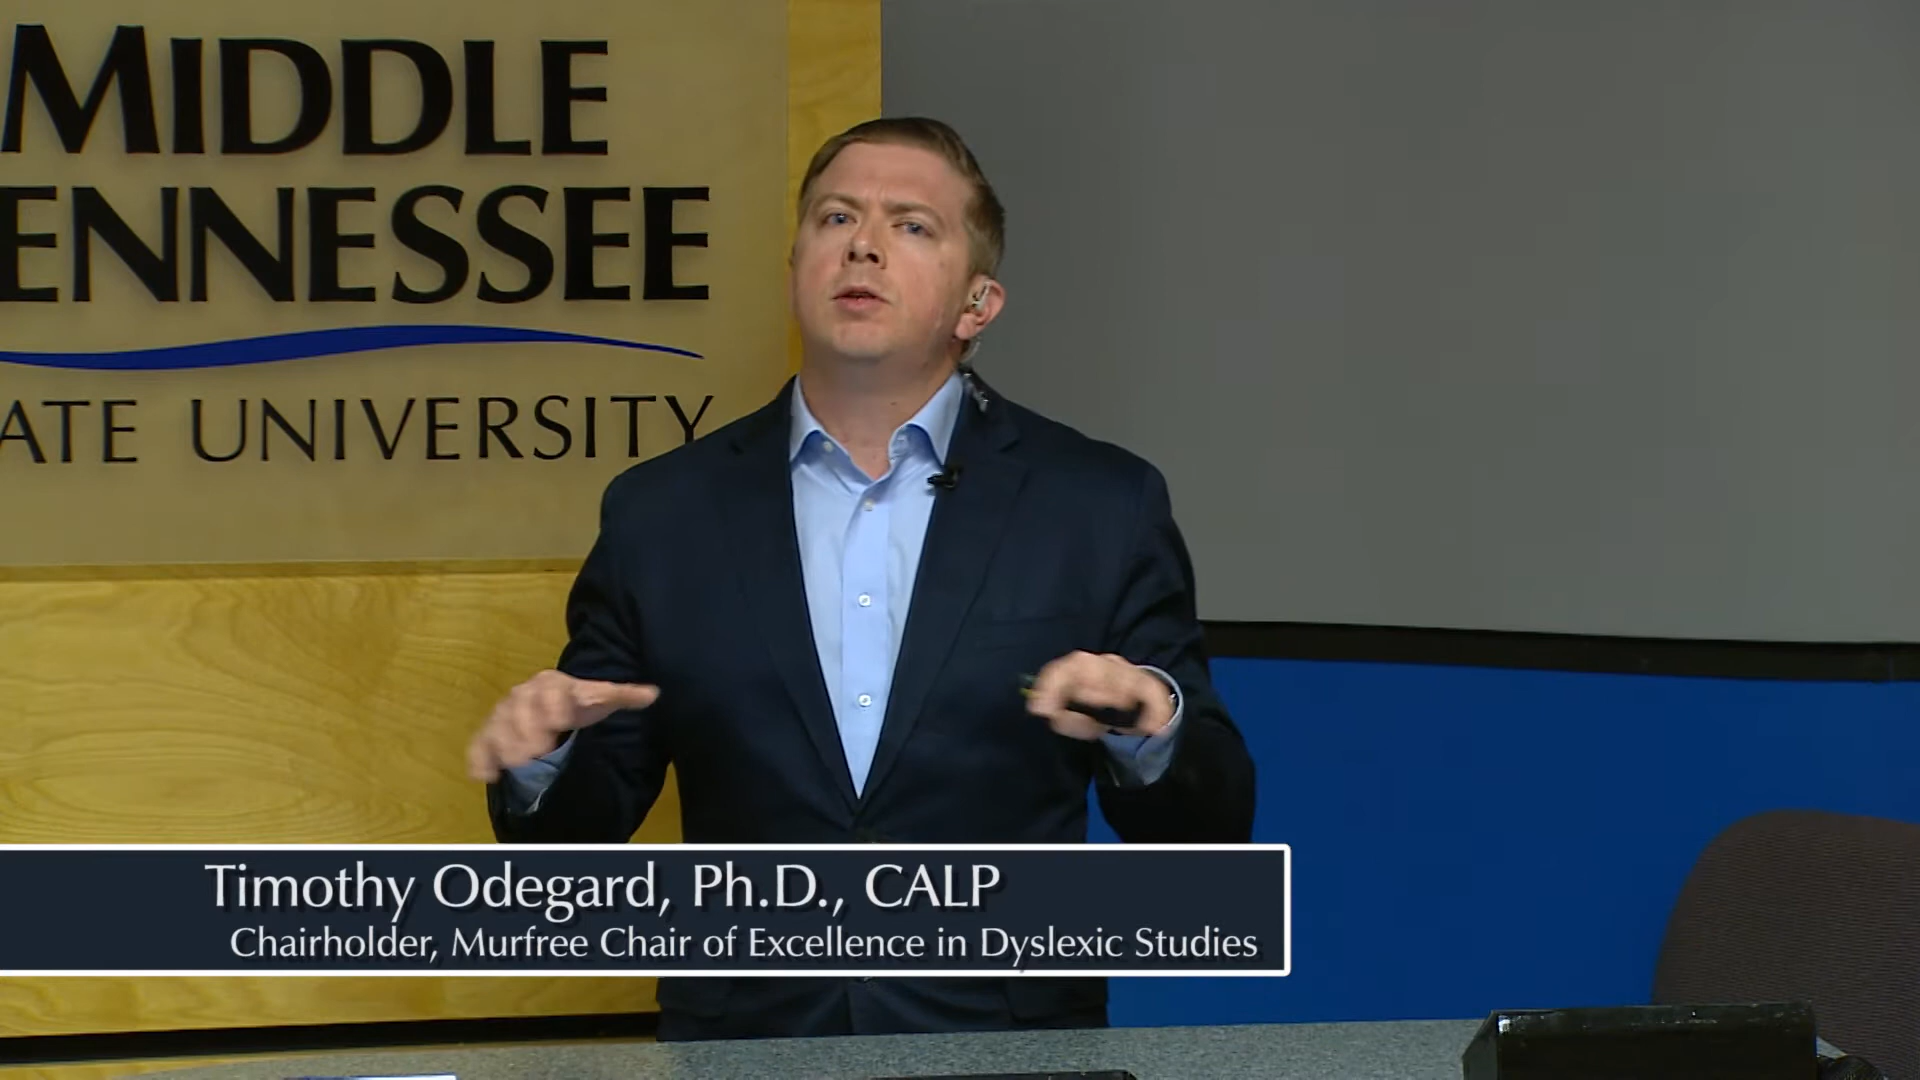 MIDDLE
ENNESSEE
ATE UNIVERSITY
Timothy Odegard, Ph.D., CALP
Chairholder, Murfree Chair of Excellence in Dyslexic Studies